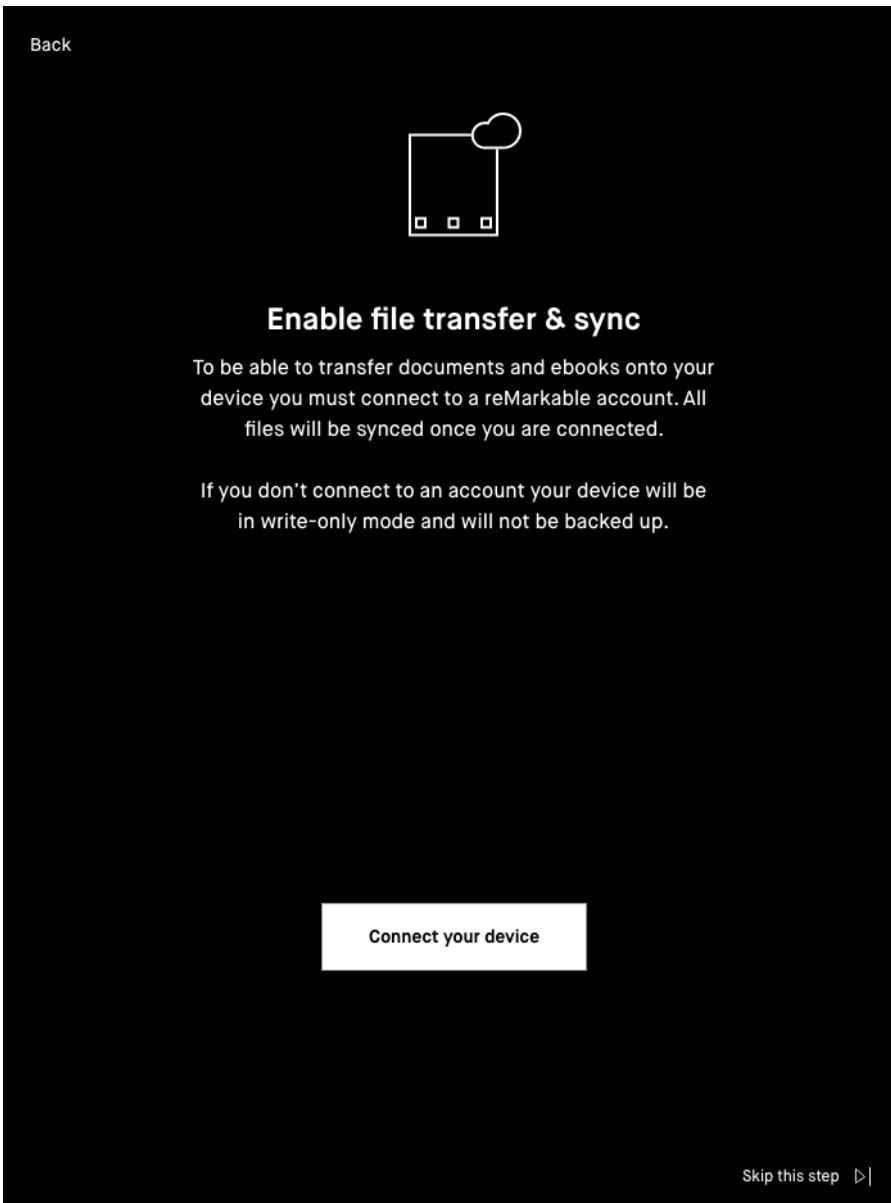 Back
Enable file transfer & sync
To be able to transfer documents and ebooks onto your
device you must connect to a reMarkable account. All
files will be synced once you are connected.
If you don't connect to an account your device will be
in write-only mode and will not be backed up.
Connect your device
Skip this step